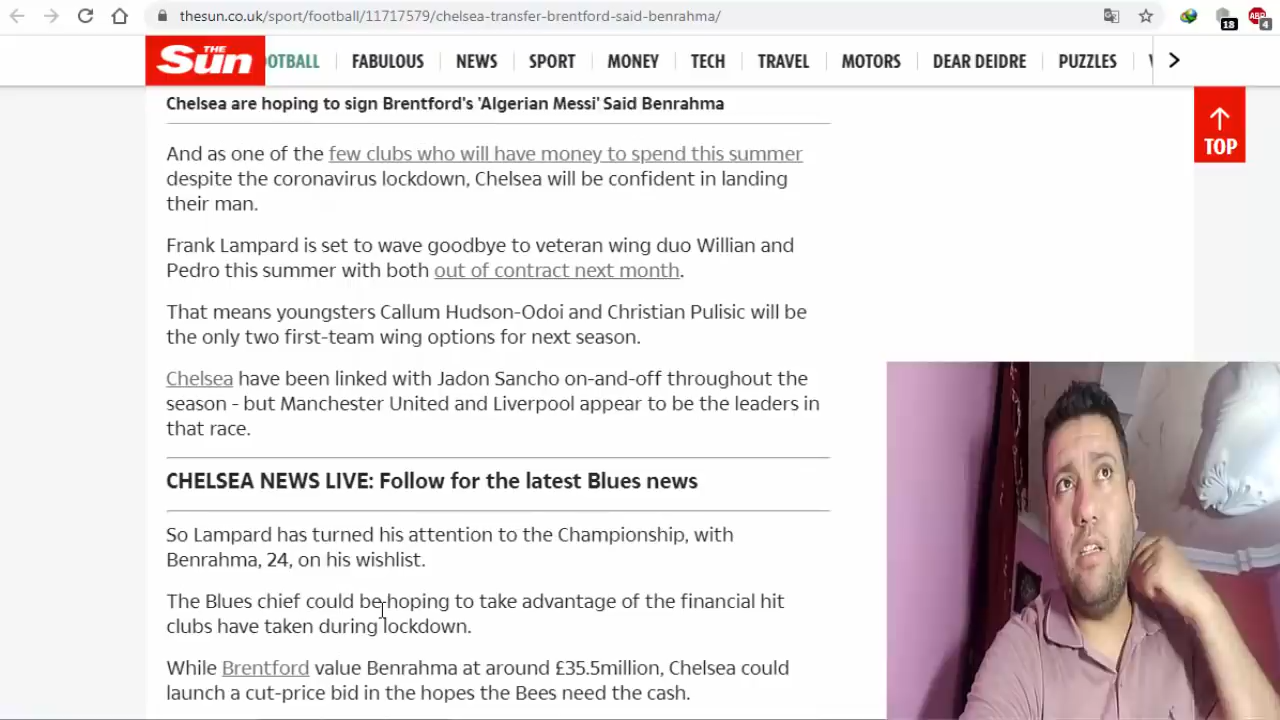 thesun.co.uk/sport/football/11717579/chelsea-transfer-brentford-said-benrahma/
18
4
THE Sun
OOTBALL FABULOUS NEWS SPORT MONEY TECH TRAVEL MOTORS DEAR DEIDRE PUZZLES
Chelsea are hoping to sign Brentford's 'Algerian Messi' Said Benrahma
TOP
And as one of the few clubs who will have money to spend this summer
despite the coronavirus lockdown, Chelsea will be confident in landing
their man.
Frank Lampard is set to wave goodbye to veteran wing duo Willian and
Pedro this summer with both out of contract next month.
That means youngsters Callum Hudson-Odoi and Christian Pulisic will be
the only two first-team wing options for next season.
Chelsea have been linked with Jadon Sancho on-and-off throughout the
season - but Manchester United and Liverpool appear to be the leaders in
that race.
CHELSEA NEWS LIVE: Follow for the latest Blues news
So Lampard has turned his attention to the Championship, with
Benrahma, 24, on his wishlist.
The Blues chief could be hoping to take advantage of the financial hit
clubs have taken during lockdown.
While Brentford value Benrahma at around £35.5million, Chelsea could
launch a cut-price bid in the hopes the Bees need the cash.